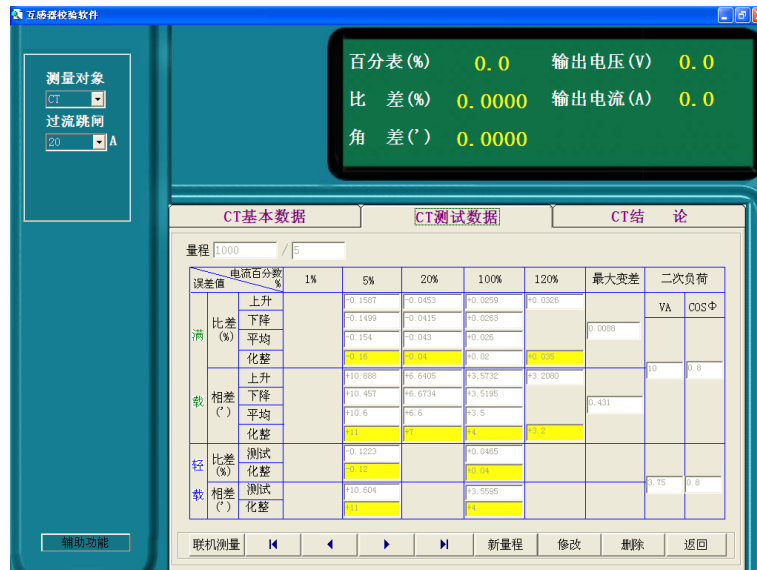 互感器校验软件
测量对象
CT
过流跳闸
20 A
百分表(%) 0.0 输出电压(V) 0.0
比 差(%) 0.0000 输出电流(A) 0.0
角 差(') 0.0000
CT基本数据 CT测试数据 CT结 论
量程 1000 / 5
电流百分数 % 误差值 1% 5% 20% 100% 120% 最大变差 二次负荷
VA COSΦ
满 载
比差 (%)
上升 -0.1587 -0.0453 +0.0259 +0.0326
下降 -0.1499 -0.0415 +0.0263
0.0088
平均 -0.154 -0.043 +0.026
化整 -0.16 -0.04 +0.02 +0.035
10 0.8
相差 (')
上升 +10.888 +6.6405 +3.5732 +3.2080
下降 +10.457 +6.6734 +3.5195
0.431
平均 +10.6 +6.6 +3.5
化整 +11 +7 +4 +3.2
轻 载
比差 (%)
测试 -0.1223 +0.0465
化整 -0.12 +0.04
3.75 0.8
相差 (')
测试 +10.604 +3.5595
化整 +11 +4
辅助功能 联机测量 新量程 修改 删除 返回